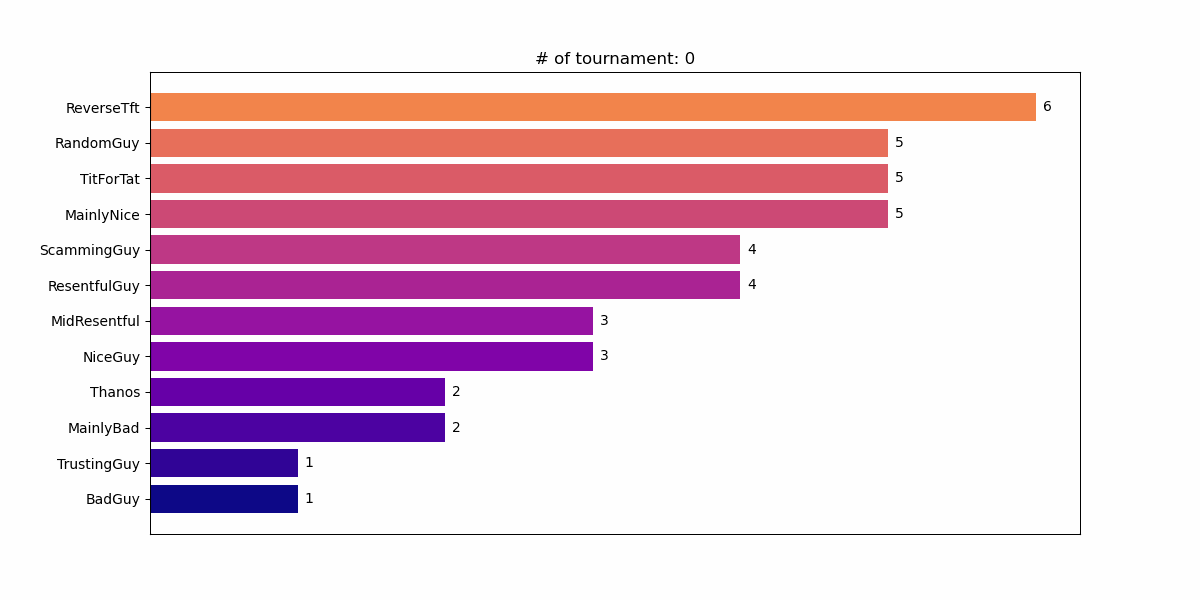 # of tournament: 0
ReverseTft 6
RandomGuy 5
TitForTat 5
MainlyNice 5
ScammingGuy 4
ResentfulGuy 4
MidResentful 3
NiceGuy 3
Thanos 2
MainlyBad 2
TrustingGuy 1
BadGuy 1